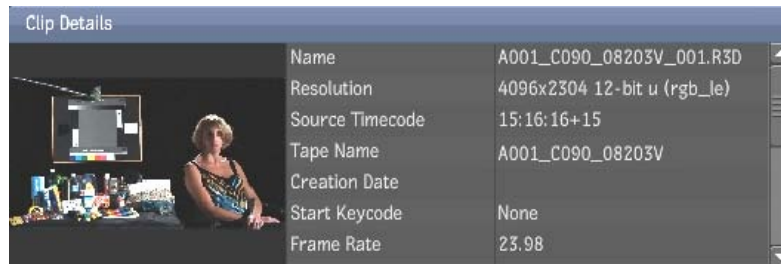 Clip Details
Name A001_C090_08203V_001.R3D
Resolution 4096x2304 12-bit u (rgb_le)
Source Timecode 15:16:16+15
Tape Name A001_C090_08203V
Creation Date
Start Keycode None
Frame Rate 23.98